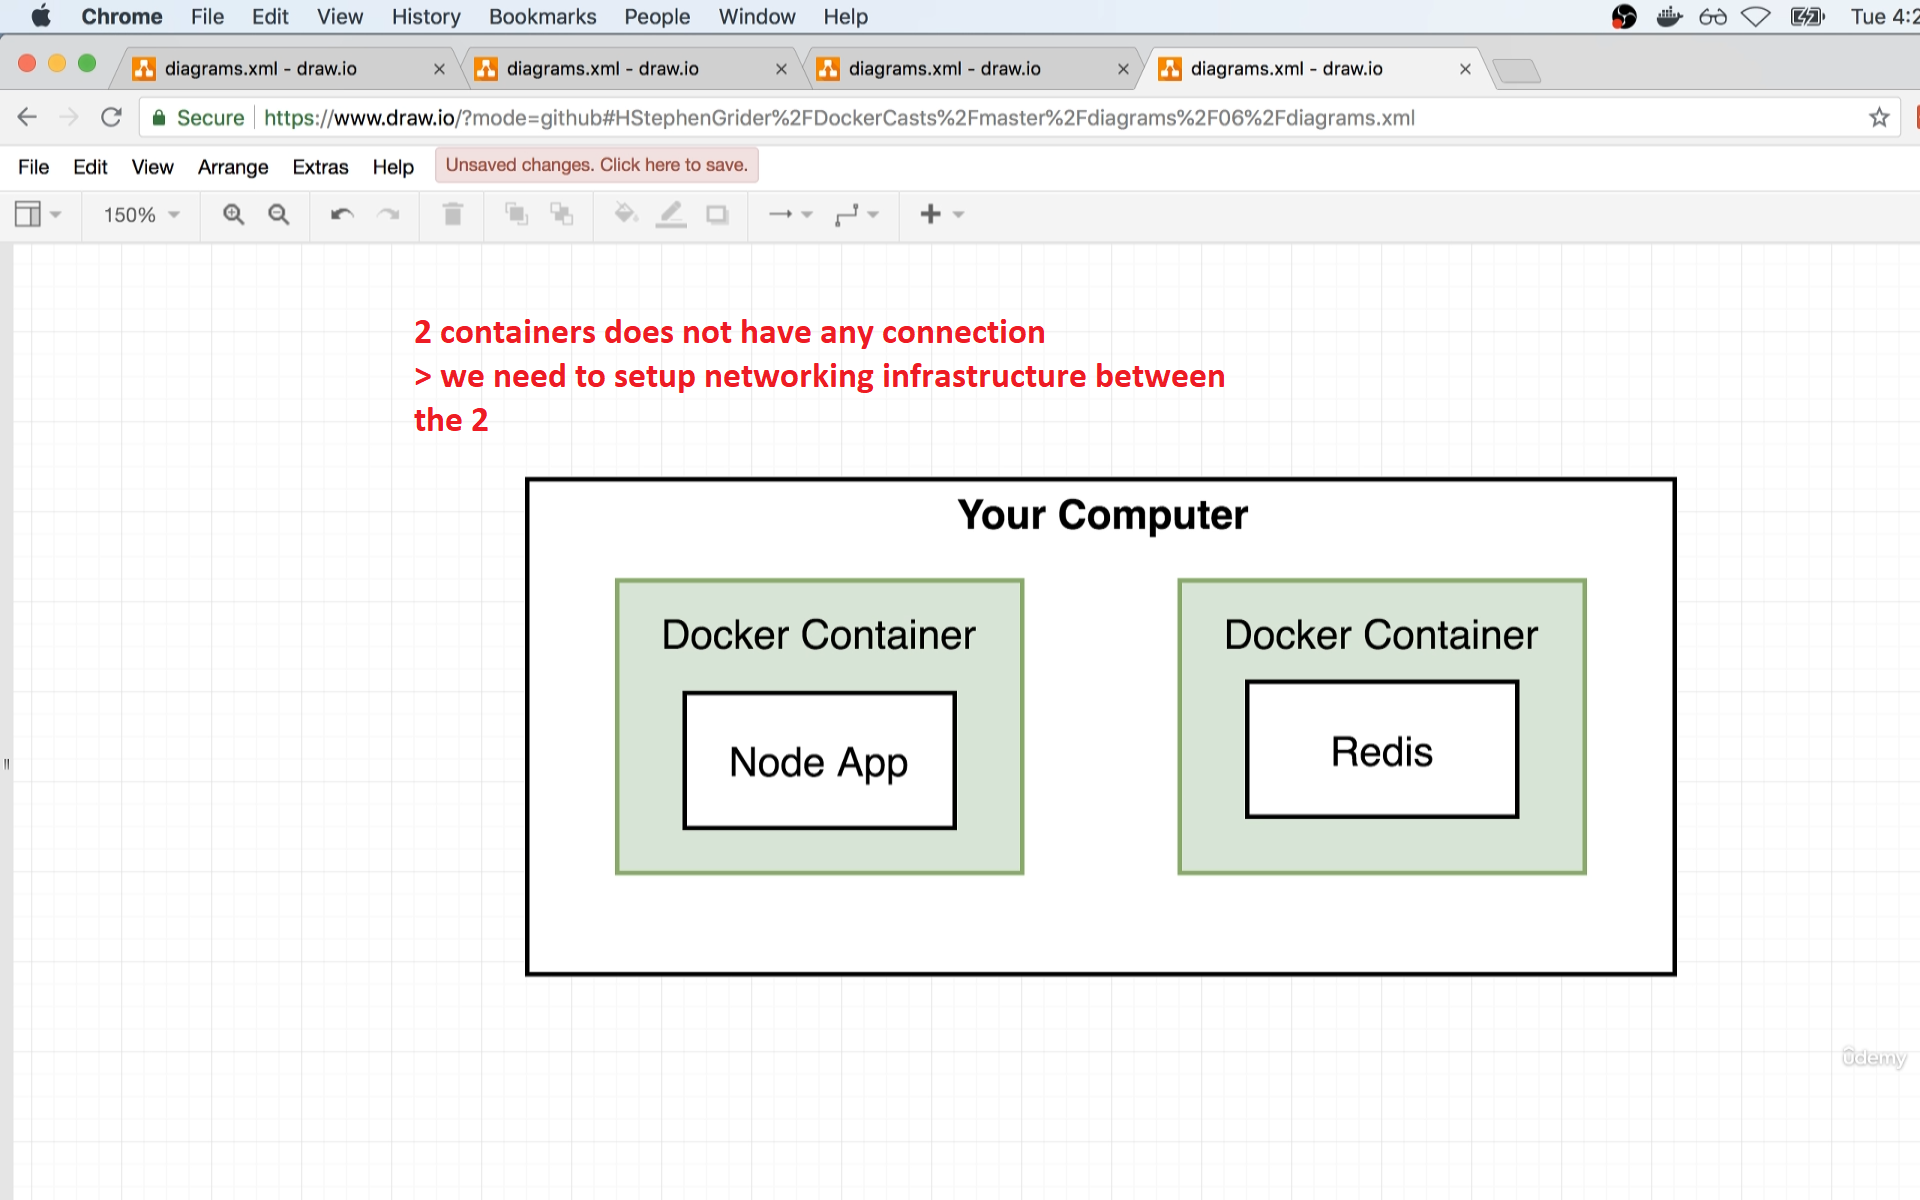 Chrome File Edit View History Bookmarks People Window Help Tue 4:2
diagrams.xml - draw.io diagrams.xml - draw.io diagrams.xml - draw.io diagrams.xml - draw.io
Secure https://www.draw.io/?mode=github#HStephenGrider%2FDockerCasts%2Fmaster%2Fdiagrams%2F06%2Fdiagrams.xml
File Edit View Arrange Extras Help Unsaved changes. Click here to save.
150%
2 containers does not have any connection
> we need to setup networking infrastructure between
the 2
Your Computer
Docker Container Docker Container
Node App Redis
ûdemy